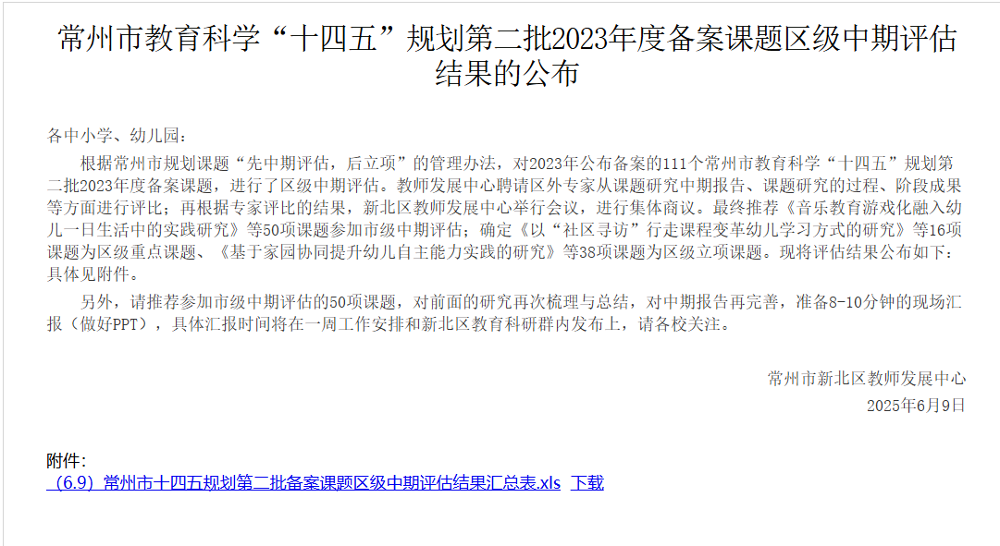 常州市教育科学“十四五”规划第二批2023年度备案课题区级中期评估
结果的公布
各中小学、幼儿园：
根据常州市规划课题“先中期评估，后立项”的管理办法，对2023年公布备案的111个常州市教育科学“十四五”规划第
二批2023年度备案课题，进行了区级中期评估。教师发展中心聘请区外专家从课题研究中期报告、课题研究的过程、阶段成果
等方面进行评比；再根据专家评比的结果，新北区教师发展中心举行会议，进行集体商议。最终推荐《音乐教育游戏化融入幼
儿一日生活中的实践研究》等50项课题参加市级中期评估；确定《以“社区寻访”行走课程变革幼儿学习方式的研究》等16项
课题为区级重点课题、《基于家园协同提升幼儿自主能力实践的研究》等38项课题为区级立项课题。现将评估结果公布如下：
具体见附件。
另外，请推荐参加市级中期评估的50项课题，对前面的研究再次梳理与总结，对中期报告再完善，准备8-10分钟的现场汇
报（做好PPT），具体汇报时间将在一周工作安排和新北区教育科研群内发布上，请各校关注。
常州市新北区教师发展中心
2025年6月9日
附件：
（6.9）常州市十四五规划第二批备案课题区级中期评估结果汇总表.xls 下载